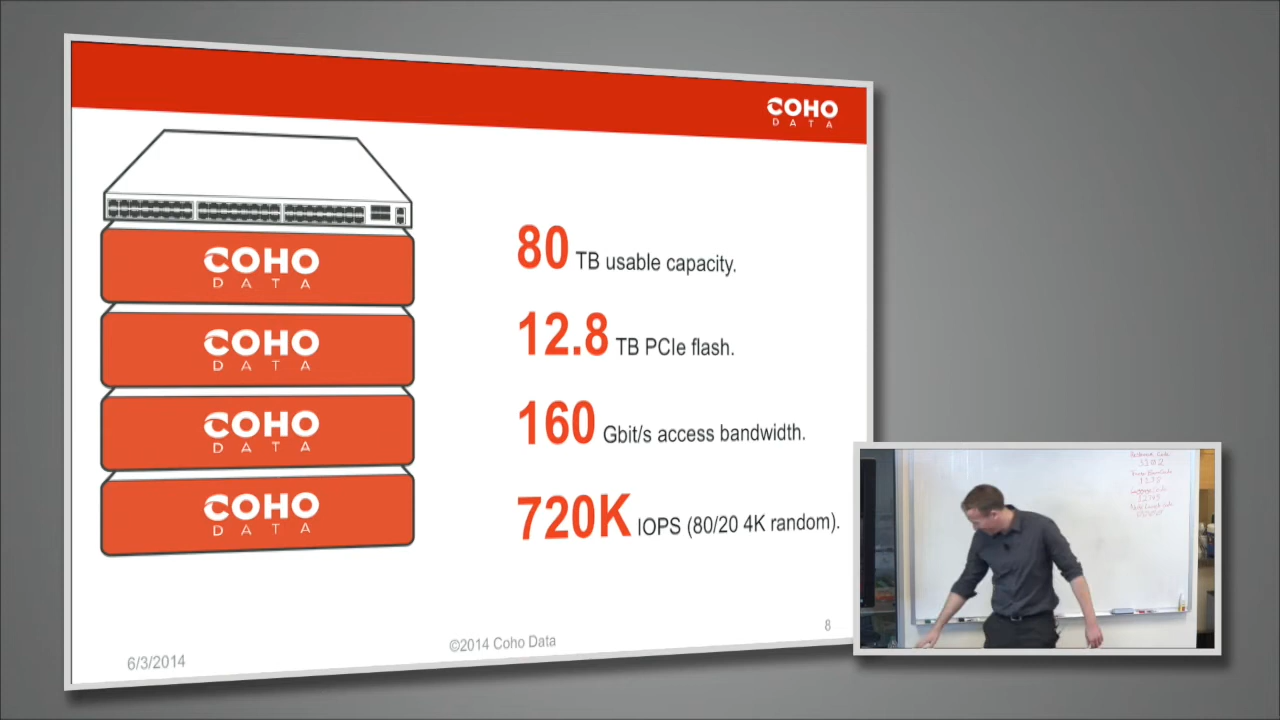 COHO
DATA
COHO
DATA
COHO
DATA
COHO
DATA
COHO
DATA
80 TB usable capacity.
12.8 TB PCIe flash.
160 Gbit/s access bandwidth.
720K IOPS (80/20 4K random).
6/3/2014
©2014 Coho Data
8